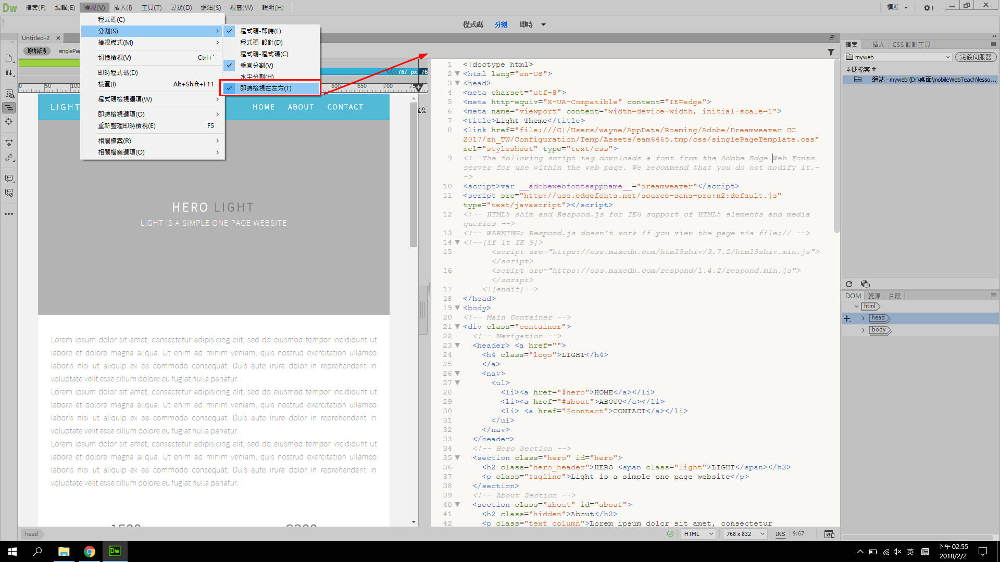 Dw 檔案(F) 編輯(E) 檢視(V) 插入(I) 工具(T) 尋找(D) 網站(S) 視窗(W) 說明(H) 標準
程式碼 分割 即時
Untitled-2
原始碼 singlePa
程式碼(C)
分割(S)
檢視模式(M)
切換檢視(V) Ctrl+`
即時程式碼(D)
檢查(I) Alt+Shift+F11
程式碼檢視選項(W)
即時檢視選項(O)
重新整理即時檢視(E) F5
相關檔案(R)
相關檔案選項(O)
程式碼-即時(L)
程式碼-設計(D)
程式碼-程式碼(C)
垂直分割(V)
水平分割(H)
即時檢視在左方(T)
767 px 76
0 50 100 600 650 700 75
LIGHT HOME ABOUT CONTACT
度
HERO LIGHT
LIGHT IS A SIMPLE ONE PAGE WEBSITE
Lorem ipsum dolor sit amet, consectetur adipisicing elit, sed do eiusmod tempor incididunt ut
labore et dolore magna aliqua. Ut enim ad minim veniam, quis nostrud exercitation ullamco
laboris nisi ut aliquip ex ea commodo consequat. Duis aute irure dolor in reprehenderit in
voluptate velit esse cillum dolore eu fugiat nulla pariatur.
Lorem ipsum dolor sit amet, consectetur adipisicing elit, sed do eiusmod tempor incididunt ut
labore et dolore magna aliqua. Ut enim ad minim veniam, quis nostrud exercitation ullamco
laboris nisi ut aliquip ex ea commodo consequat. Duis aute irure dolor in reprehenderit in
voluptate velit esse cillum dolore eu fugiat nulla pariatur.
Lorem ipsum dolor sit amet, consectetur adipisicing elit, sed do eiusmod tempor incididunt ut
labore et dolore magna aliqua. Ut enim ad minim veniam, quis nostrud exercitation ullamco
laboris nisi ut aliquip ex ea commodo consequat. Duis aute irure dolor in reprehenderit in
voluptate velit esse cillum dolore eu fugiat nulla pariatur.
1 <!doctype html>
2 <html lang="en-US">
3 <head>
4 <meta charset="utf-8">
5 <meta http-equiv="X-UA-Compatible" content="IE=edge">
6 <meta name="viewport" content="width=device-width, initial-scale=1">
7 <title>Light Theme</title>
8 <link href="file:///C|/Users/wayne/AppData/Roaming/Adobe/Dreamweaver CC
2017/zh_TW/Configuration/Temp/Assets/eam6465.tmp/css/singlePageTemplate.css"
rel="stylesheet" type="text/css">
9 <!--The following script tag downloads a font from the Adobe Edge Web Fonts
server for use within the web page. We recommend that you do not modify it.-
->
10 <script>var __adobewebfontsappname__="dreamweaver"</script>
11 <script src="http://use.edgefonts.net/source-sans-pro:n2:default.js"
type="text/javascript"></script>
12 <!-- HTML5 shim and Respond.js for IE8 support of HTML5 elements and media
queries -->
13 <!-- WARNING: Respond.js doesn't work if you view the page via file:// -->
14 <!--[if lt IE 9]>
15 <script src="https://oss.maxcdn.com/html5shiv/3.7.2/html5shiv.min.js">
</script>
16 <script src="https://oss.maxcdn.com/respond/1.4.2/respond.min.js">
</script>
17 <![endif]-->
18 </head>
19 <body>
20 <!-- Main Container -->
21 <div class="container">
22 <!-- Navigation -->
23 <header> <a href="">
24 <h4 class="logo">LIGHT</h4>
25 </a>
26 <nav>
27 <ul>
28 <li><a href="#hero">HOME</a></li>
29 <li><a href="#about">ABOUT</a></li>
30 <li> <a href="#contact">CONTACT</a></li>
31 </ul>
32 </nav>
33 </header>
34 <!-- Hero Section -->
35 <section class="hero" id="hero">
36 <h2 class="hero_header">HERO <span class="light">LIGHT</span></h2>
37 <p class="tagline">Light is a simple one page website</p>
38 </section>
39 <!-- About Section -->
40 <section class="about" id="about">
41 <h2 class="hidden">About</h2>
42 <p class="text_column">Lorem ipsum dolor sit amet, consectetur
檔案 插入 CSS 設計工具
myweb 定義伺服器
本機檔案
網站 - myweb (D:\桌面\mobileWebTeach\lesso...
DOM 資源 片段
html
head
body
head HTML 768 x 832 INS 9:67
Dw 英 下午 02:55
2018/2/2